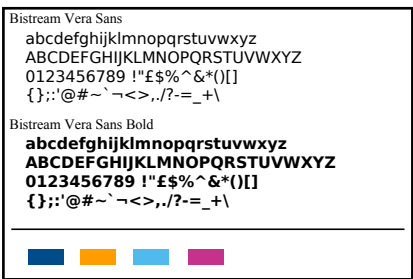 Bistream Vera Sans
abcdefghijklmnopqrstuvwxyz
ABCDEFGHIJKLMNOPQRSTUVWXYZ
0123456789 !"£$%^&*()[]
{};:'@#~`¬<>,./?-=_+\
Bistream Vera Sans Bold
abcdefghijklmnopqrstuvwxyz
ABCDEFGHIJKLMNOPQRSTUVWXYZ
0123456789 !"£$%^&*()[]
{};:'@#~`¬<>,./?-=_+\